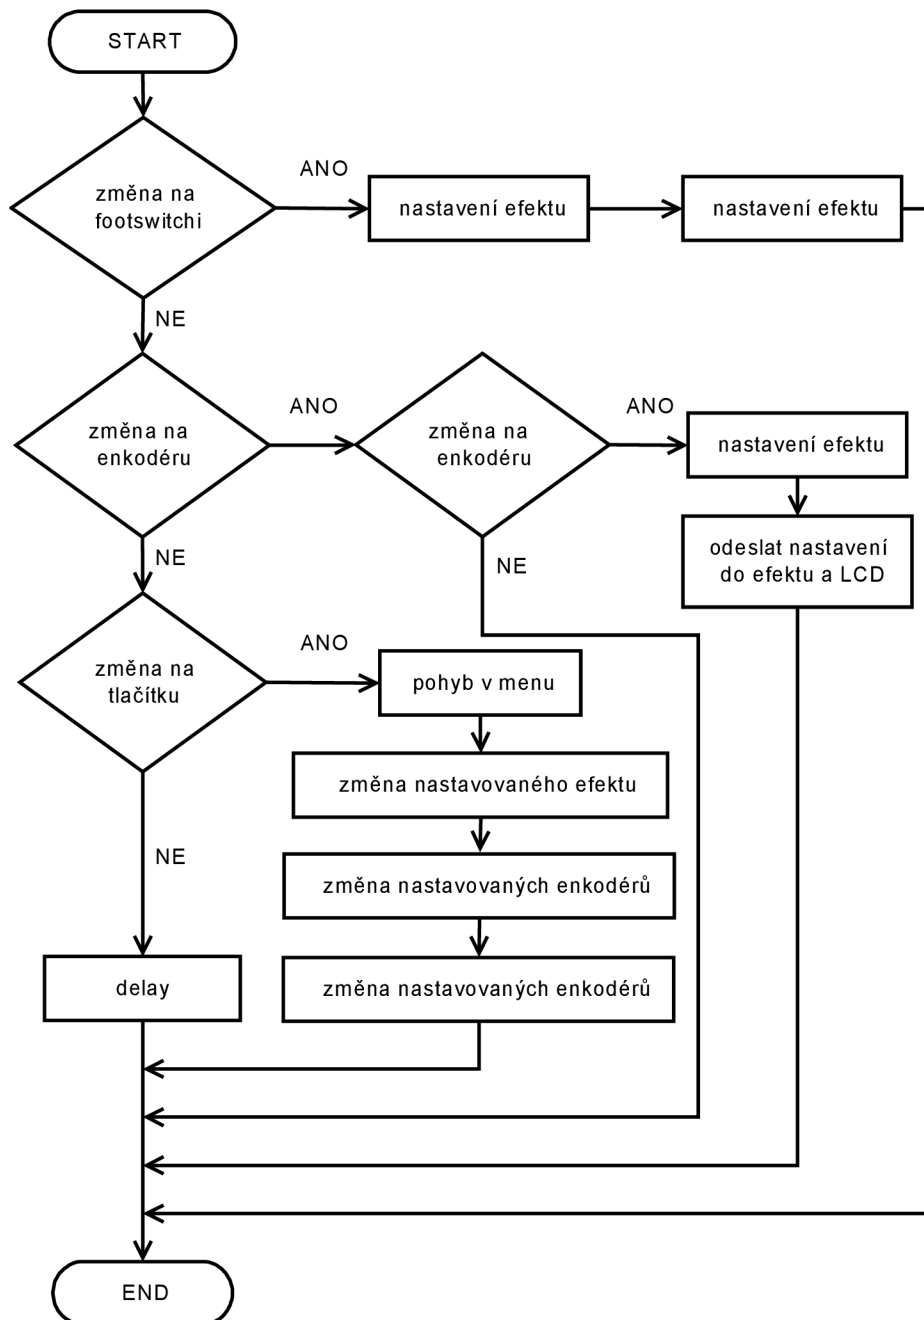 START
změna na
footswitchi
ANO
nastavení efektu
nastavení efektu
NE
změna na
enkodéru
ANO
změna na
enkodéru
ANO
nastavení efektu
odeslat nastavení
do efektu a LCD
NE
NE
změna na
tlačítku
ANO
pohyb v menu
změna nastavovaného efektu
změna nastavovaných enkodérů
změna nastavovaných enkodérů
NE
delay
END